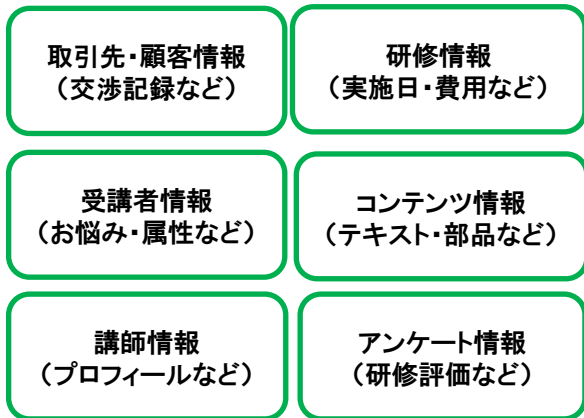 取引先・顧客情報
（交渉記録など）
研修情報
（実施日・費用など）
受講者情報
（お悩み・属性など）
コンテンツ情報
（テキスト・部品など）
講師情報
（プロフィールなど）
アンケート情報
（研修評価など）